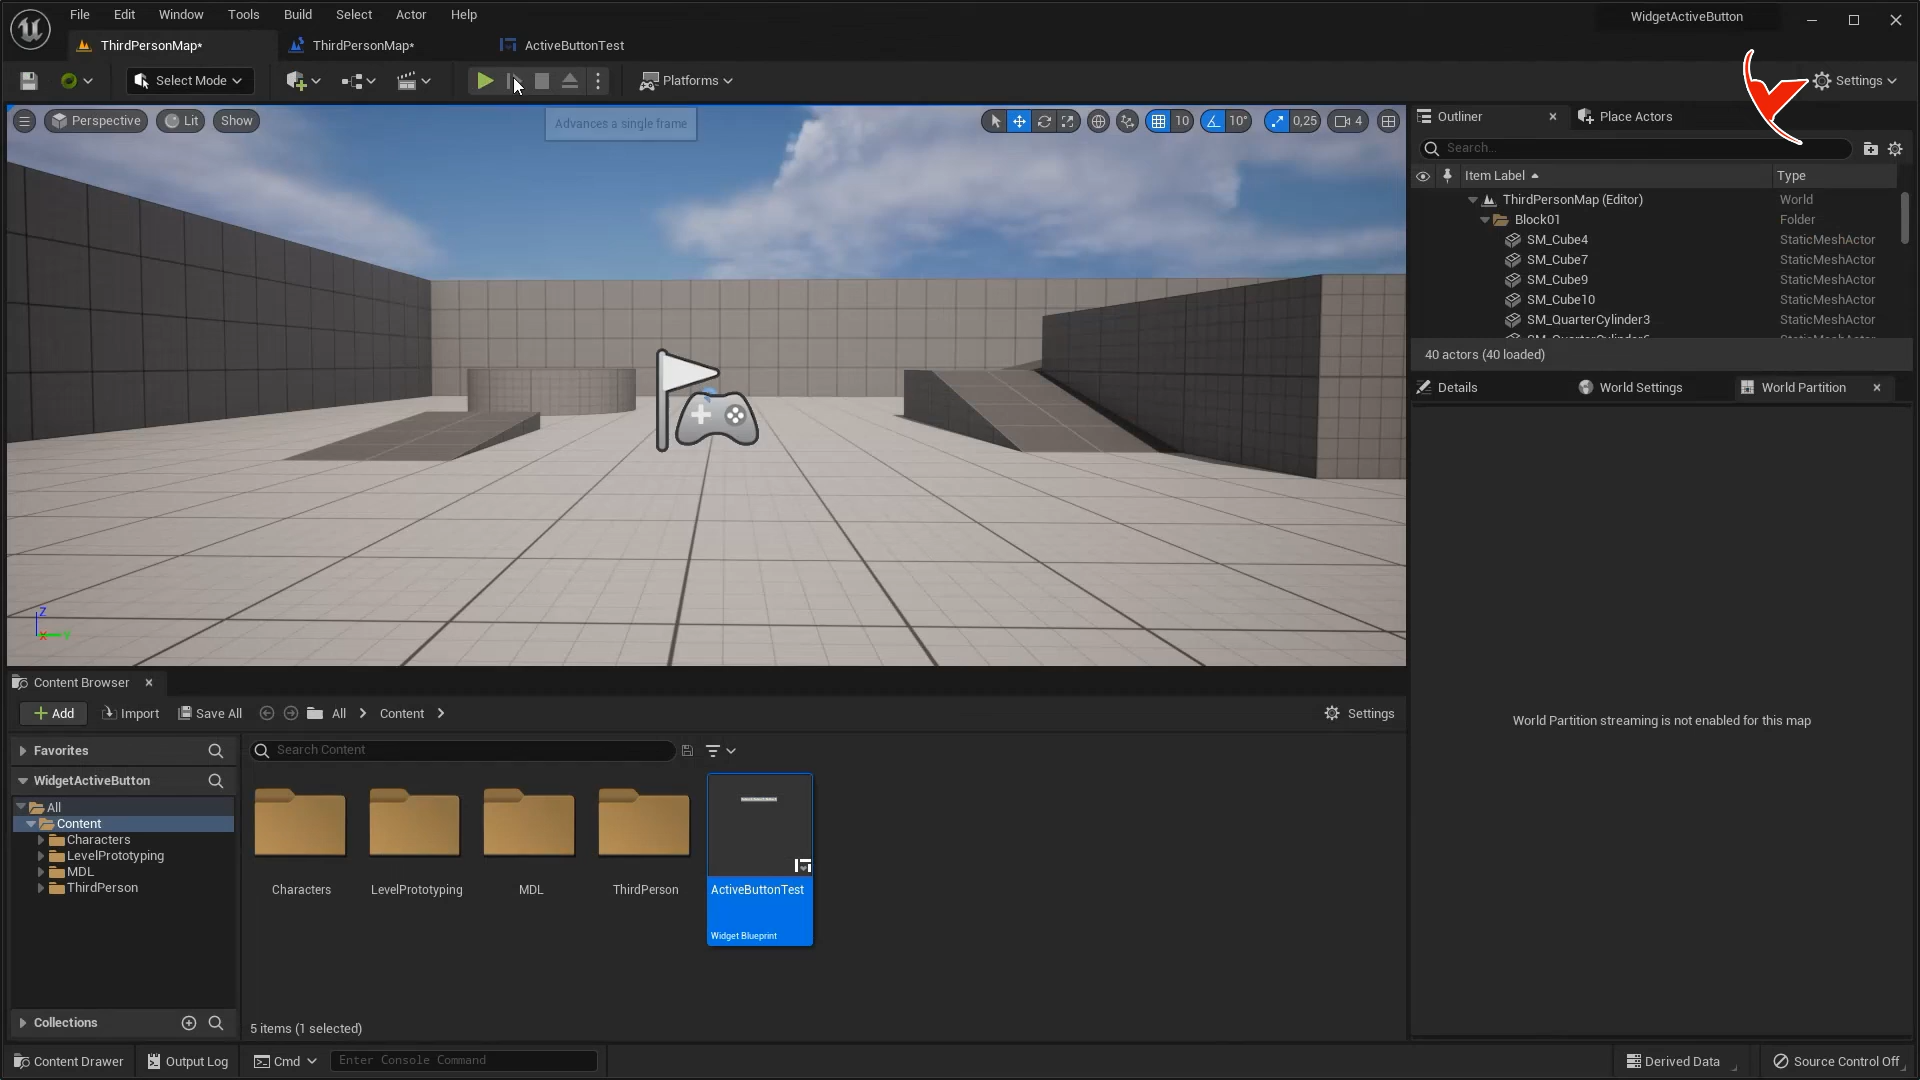 File Edit Window Tools Build Select Actor Help
WidgetActiveButton
ThirdPersonMap*
ThirdPersonMap*
ActiveButtonTest
Select Mode
Platforms
Settings
Perspective
Lit
Show
Advances a single frame
10
10°
0,25
4
Outliner
Place Actors
Search...
Item Label
Type
ThirdPersonMap (Editor) World
Block01 Folder
SM_Cube4 StaticMeshActor
SM_Cube7 StaticMeshActor
SM_Cube9 StaticMeshActor
SM_Cube10 StaticMeshActor
SM_QuarterCylinder3 StaticMeshActor
40 actors (40 loaded)
Details
World Settings
World Partition
World Partition streaming is not enabled for this map
Z
Content Browser
Add
Import
Save All
All
Content
Settings
Favorites
Search Content
WidgetActiveButton
All
Content
Characters
LevelPrototyping
MDL
ThirdPerson
Characters
LevelPrototyping
MDL
ThirdPerson
ActiveButtonTest
Widget Blueprint
Collections
5 items (1 selected)
Content Drawer
Output Log
Cmd
Enter Console Command
Derived Data
Source Control Off